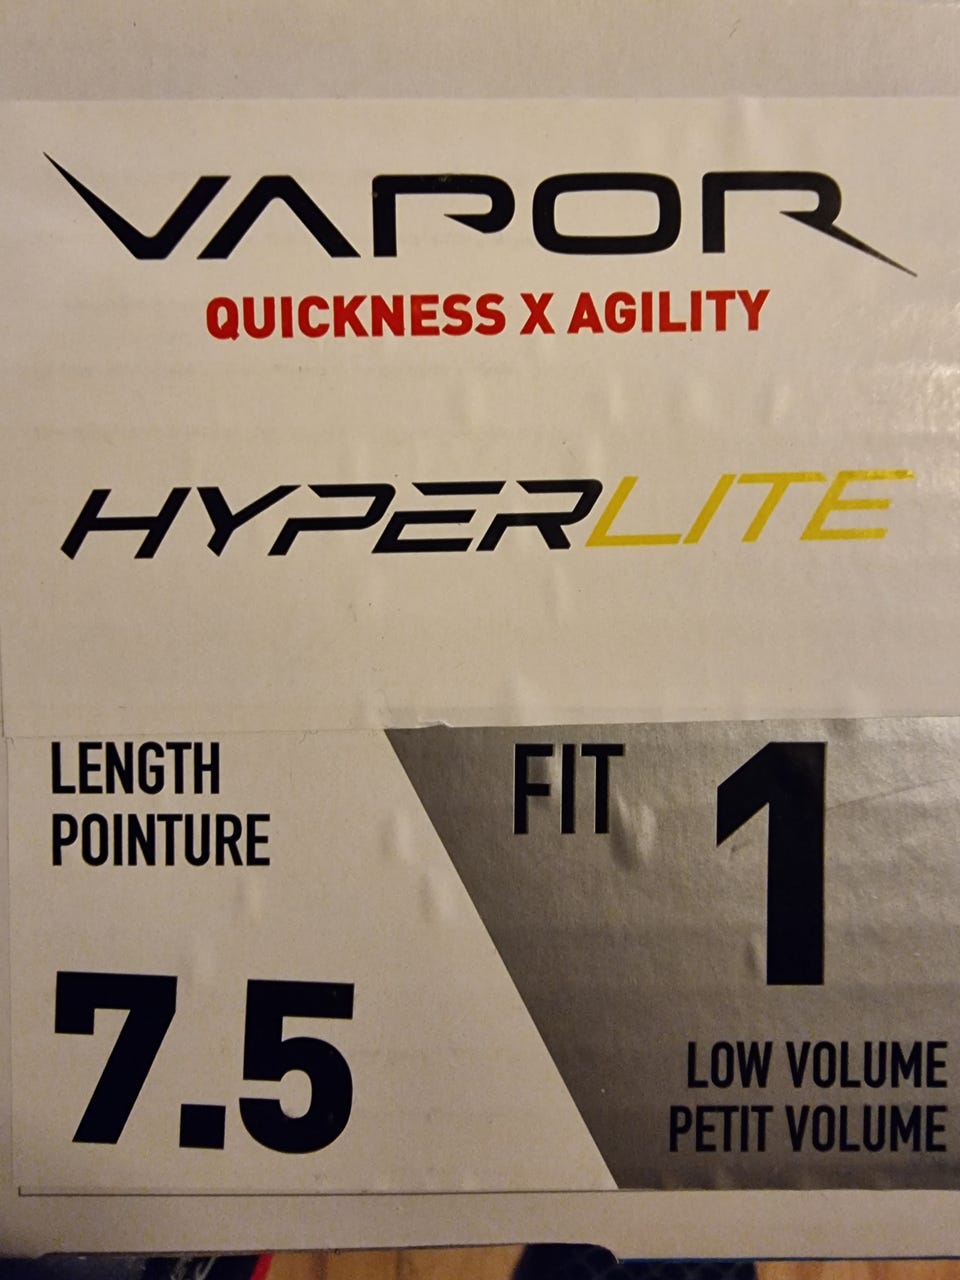 VAPOR
QUICKNESS X AGILITY
HYPERLITE
LENGTH
POINTURE
7.5
FIT 1
LOW VOLUME
PETIT VOLUME